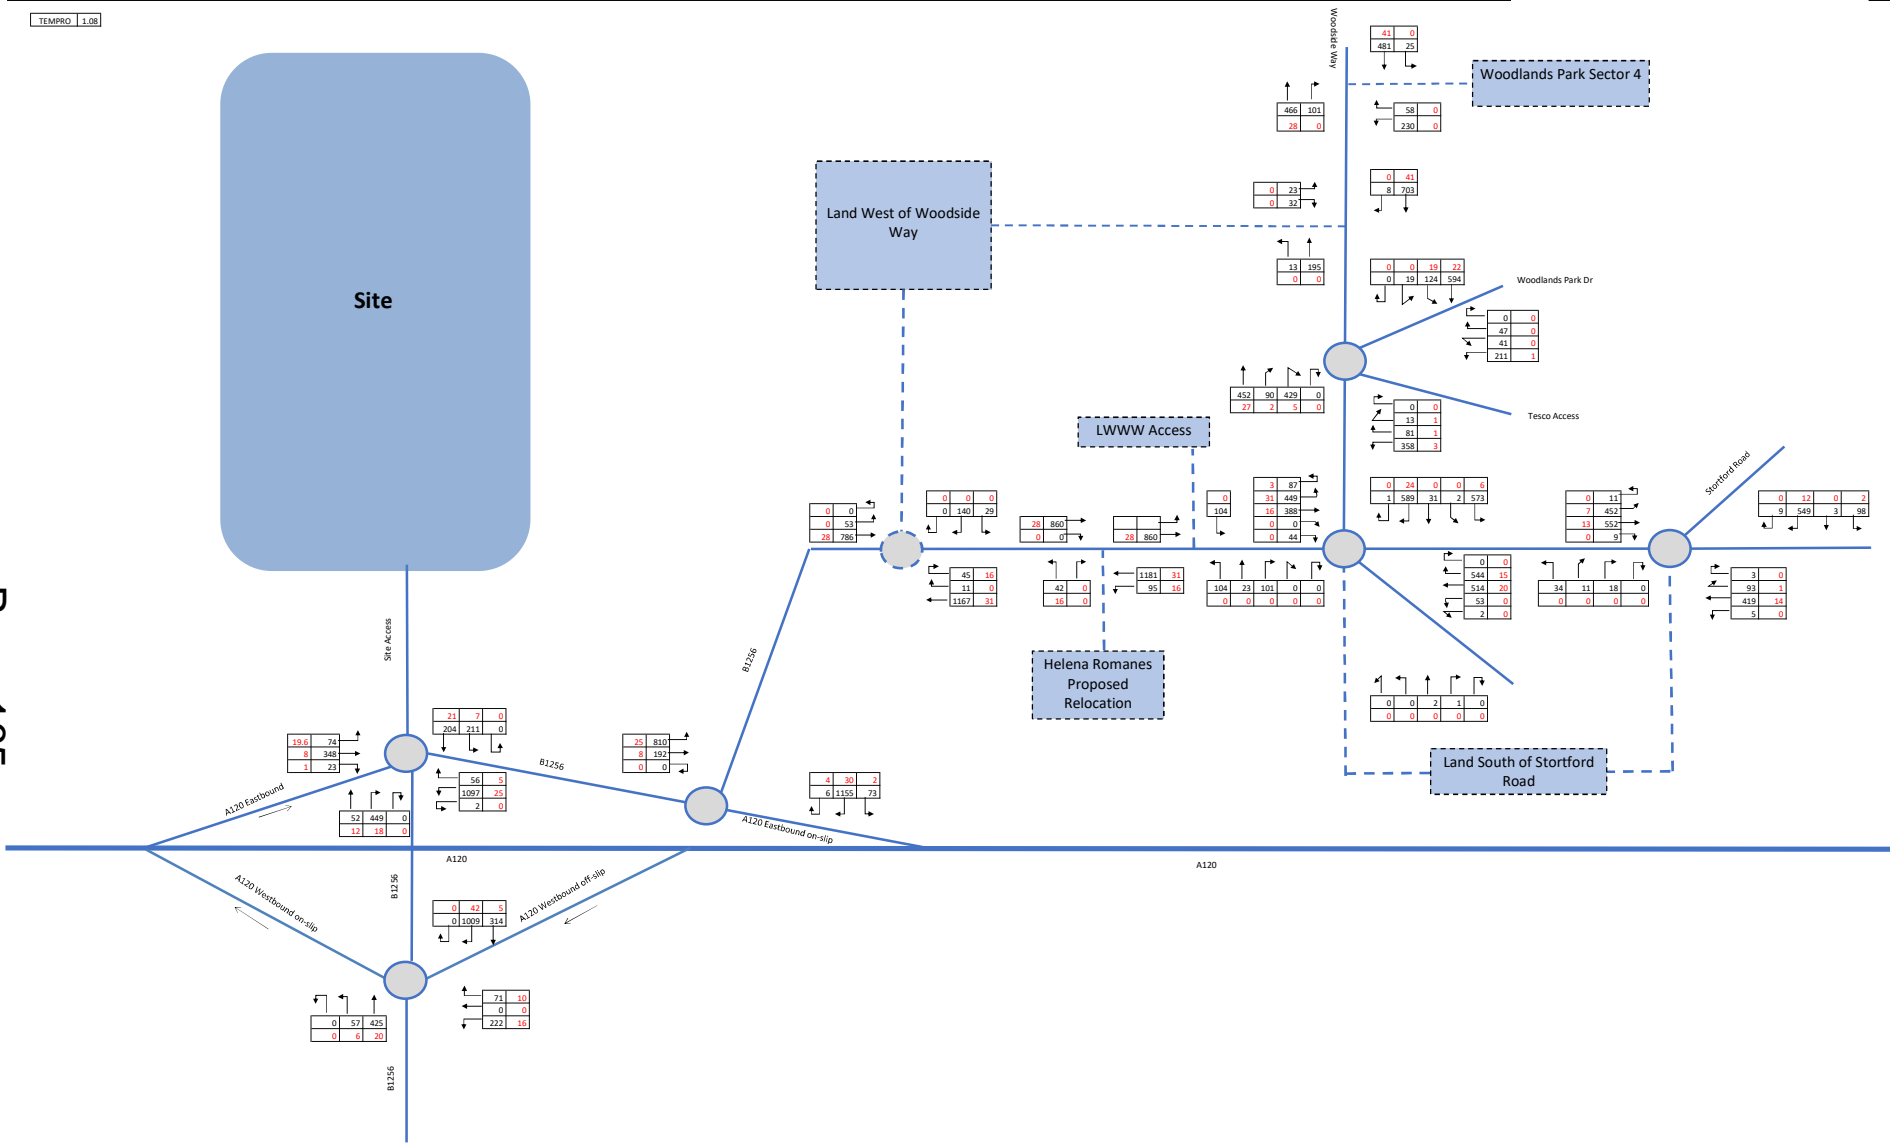 TEMPRO 1.08
Woodside Way
41 0
481 25
Woodlands Park Sector 4
466 101
28 0
58 0
230 0
Land West of Woodside
Way
0 23
0 32
0 41
8 703
13 195
0 0
0 0 19 22
0 19 124 594
Woodlands Park Dr
0 0
47 0
41 0
211 1
Site
452 90 429 0
27 2 5 0
0 0
13 1
81 1
358 3
Tesco Access
LWWW Access
Stortford Road
0 0
0 53
28 786
0 0 0
0 140 29
28 860
0 0
28 860
0
104
3 87
31 449
16 388
0 0
0 44
0 24 0 0 6
1 589 31 2 573
0 11
7 452
13 552
0 9
0 12 0 2
9 549 3 98
45 16
11 0
1167 31
42 0
16 0
1181 31
95 16
104 23 101 0 0
0 0 0 0 0
0 0
544 15
514 20
53 0
2 0
34 11 18 0
0 0 0 0
3 0
93 1
419 14
5 0
Site Access
B1256
Helena Romanes
Proposed
Relocation
0 0 2 1 0
0 0 0 0 0
Land South of Stortford
Road
21 7 0
204 211 0
19.6 74
8 348
1 23
B1256
25 810
8 192
0 0
56 5
1097 25
2 0
4 30 2
6 1155 73
A120 Eastbound
52 449 0
12 18 0
A120 Eastbound on-slip
A120
A120
B1256
A120 Westbound on-slip
A120 Westbound off-slip
0 42 5
0 1009 314
0 57 425
0 6 20
71 10
0 0
222 16
B1256